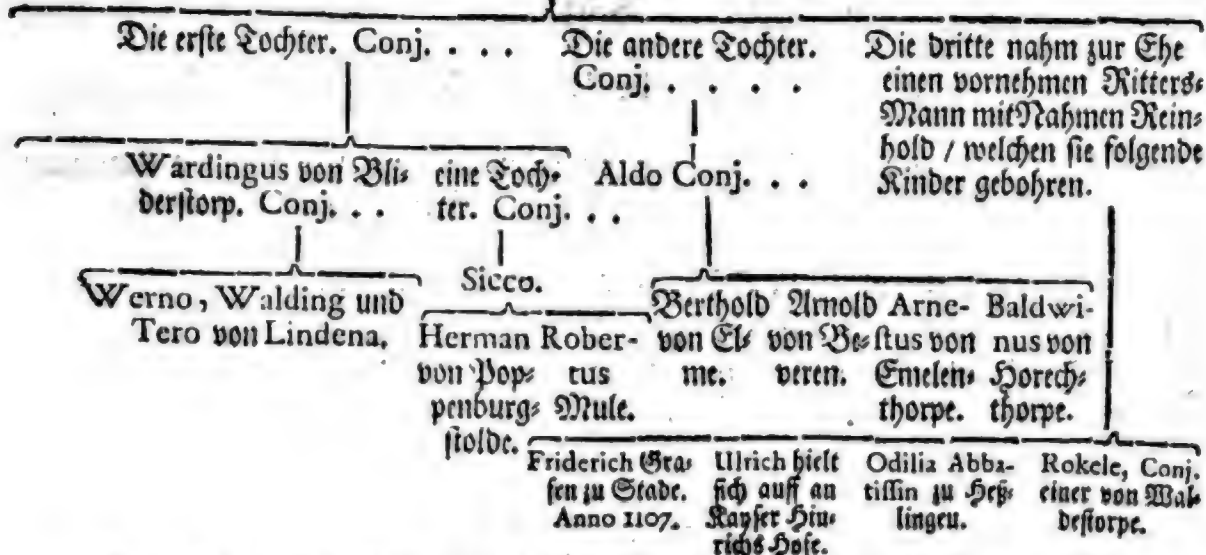 Die erste Tochter. Conj. . . .
Die andere Tochter.
Conj. . . . .
Die dritte nahm zur Ehe
einen vornehmen Ritters-
Mann mit Nahmen Rein-
hold / welchen sie folgende
Kinder gebohren.
Wardingus von Bli-
derstorp. Conj. . .
eine Toch-
ter. Conj. . .
Aldo Conj. . .
Werno, Walding und
Tero von Lindena.
Sicco.
Herman
von Pop-
penburg-
stolde.
Rober-
tus
Mule.
Berthold
von El-
me.
Arnold
von Be-
veren.
Arne-
stus von
Emelen-
thorpe.
Baldwi-
nus von
Horech-
thorpe.
Friderich Gra-
fen zu Stade.
Anno 1107.
Ulrich hielt
sich auff an
Kayser Hin-
richs Hofe.
Odilia Abba-
tissin zu Heß-
lingen.
Rokele, Conj.
einer von Wal-
destorpe.